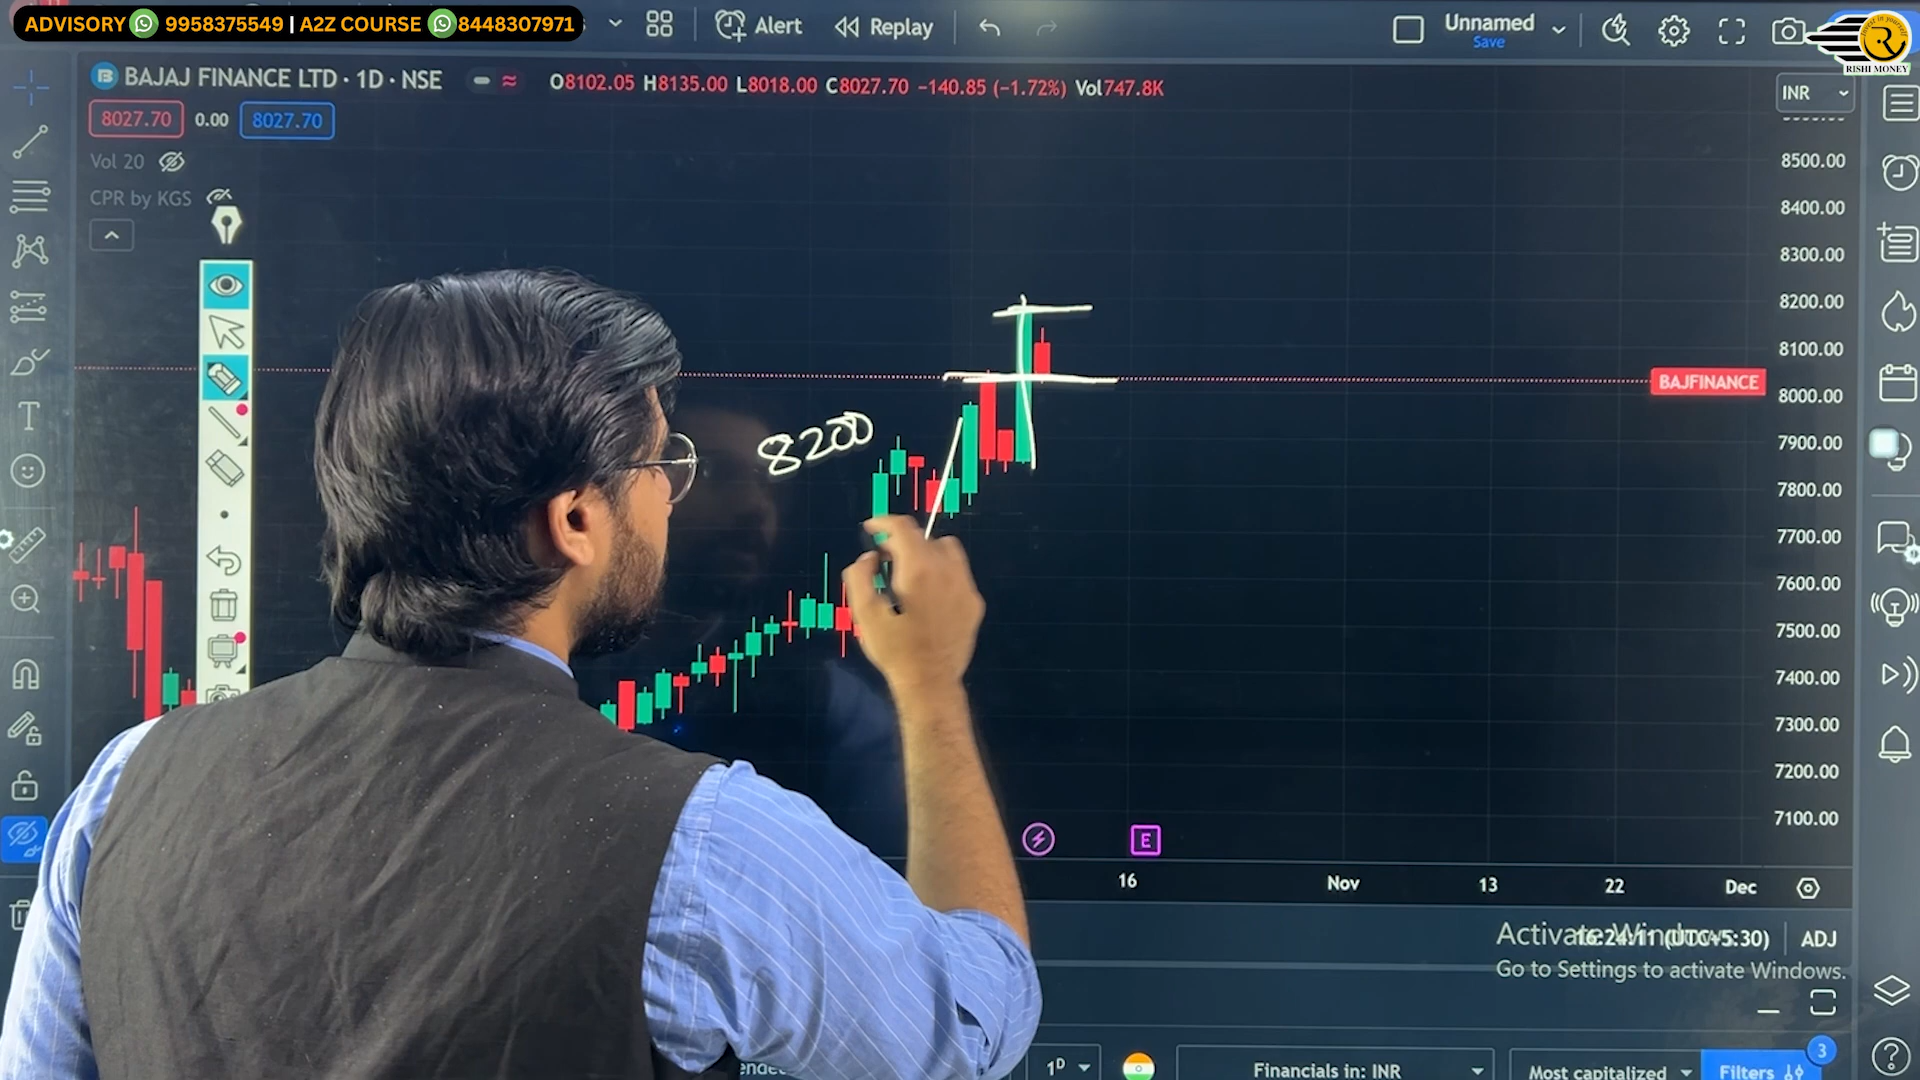 ADVISORY 9958375549 | A2Z COURSE 8448307971
Alert
Replay
Unnamed
Save
RISHI MONEY
BAJAJ FINANCE LTD · 1D · NSE
O8102.05 H8135.00 L8018.00 C8027.70 −140.85 (−1.72%) Vol747.8K
INR
8027.70 0.00 8027.70
Vol 20
CPR by KGS
8500.00
8400.00
8300.00
8200.00
8100.00
BAJFINANCE
8000.00
8200
7900.00
7800.00
7700.00
7600.00
7500.00
7400.00
7300.00
7200.00
7100.00
E
16 Nov 13 22 Dec
Activate Windows
16:24:11 (UTC+5:30) ADJ
Go to Settings to activate Windows.
1D
Financials in: INR
Most capitalized
Filters
3